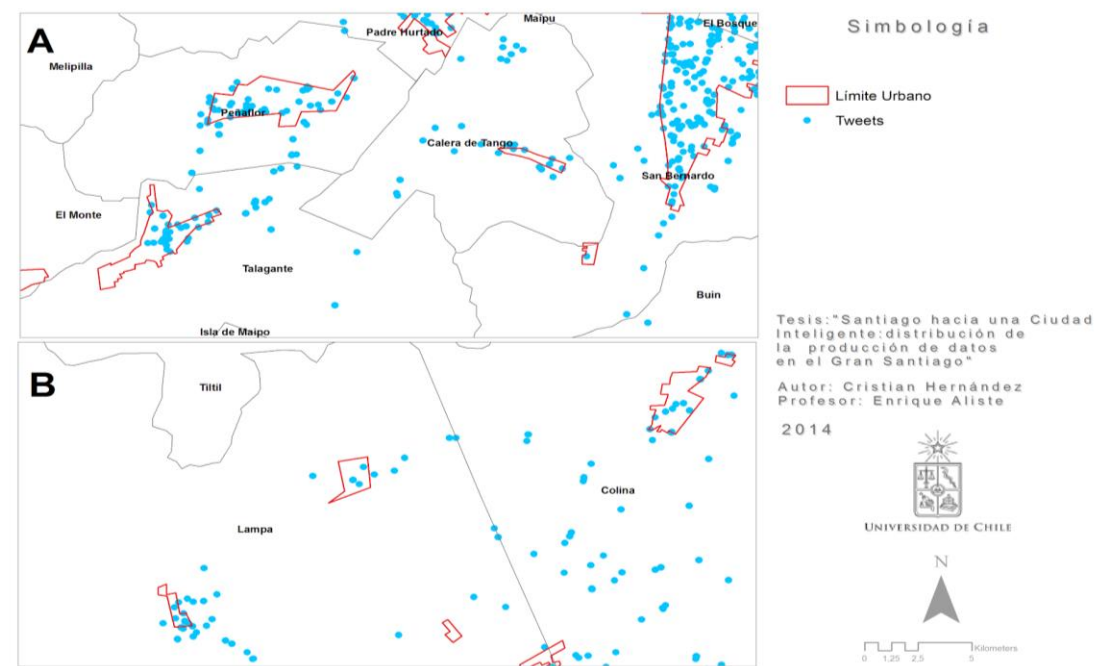 A
Melipilla
Padre Hurtado
Maipu
El Bosque
Peñaflor
Calera de Tango
San Bernardo
El Monte
Talagante
Buin
Isla de Maipo
B
Tiltil
Colina
Lampa
Simbología
Límite Urbano
Tweets
Tesis:"Santiago hacia una Ciudad
Inteligente:distribución de
la producción de datos
en el Gran Santiago"
Autor: Cristian Hernández
Profesor: Enrique Aliste
2014
UNIVERSIDAD DE CHILE
N
Kilometers
0 1,25 2,5 5